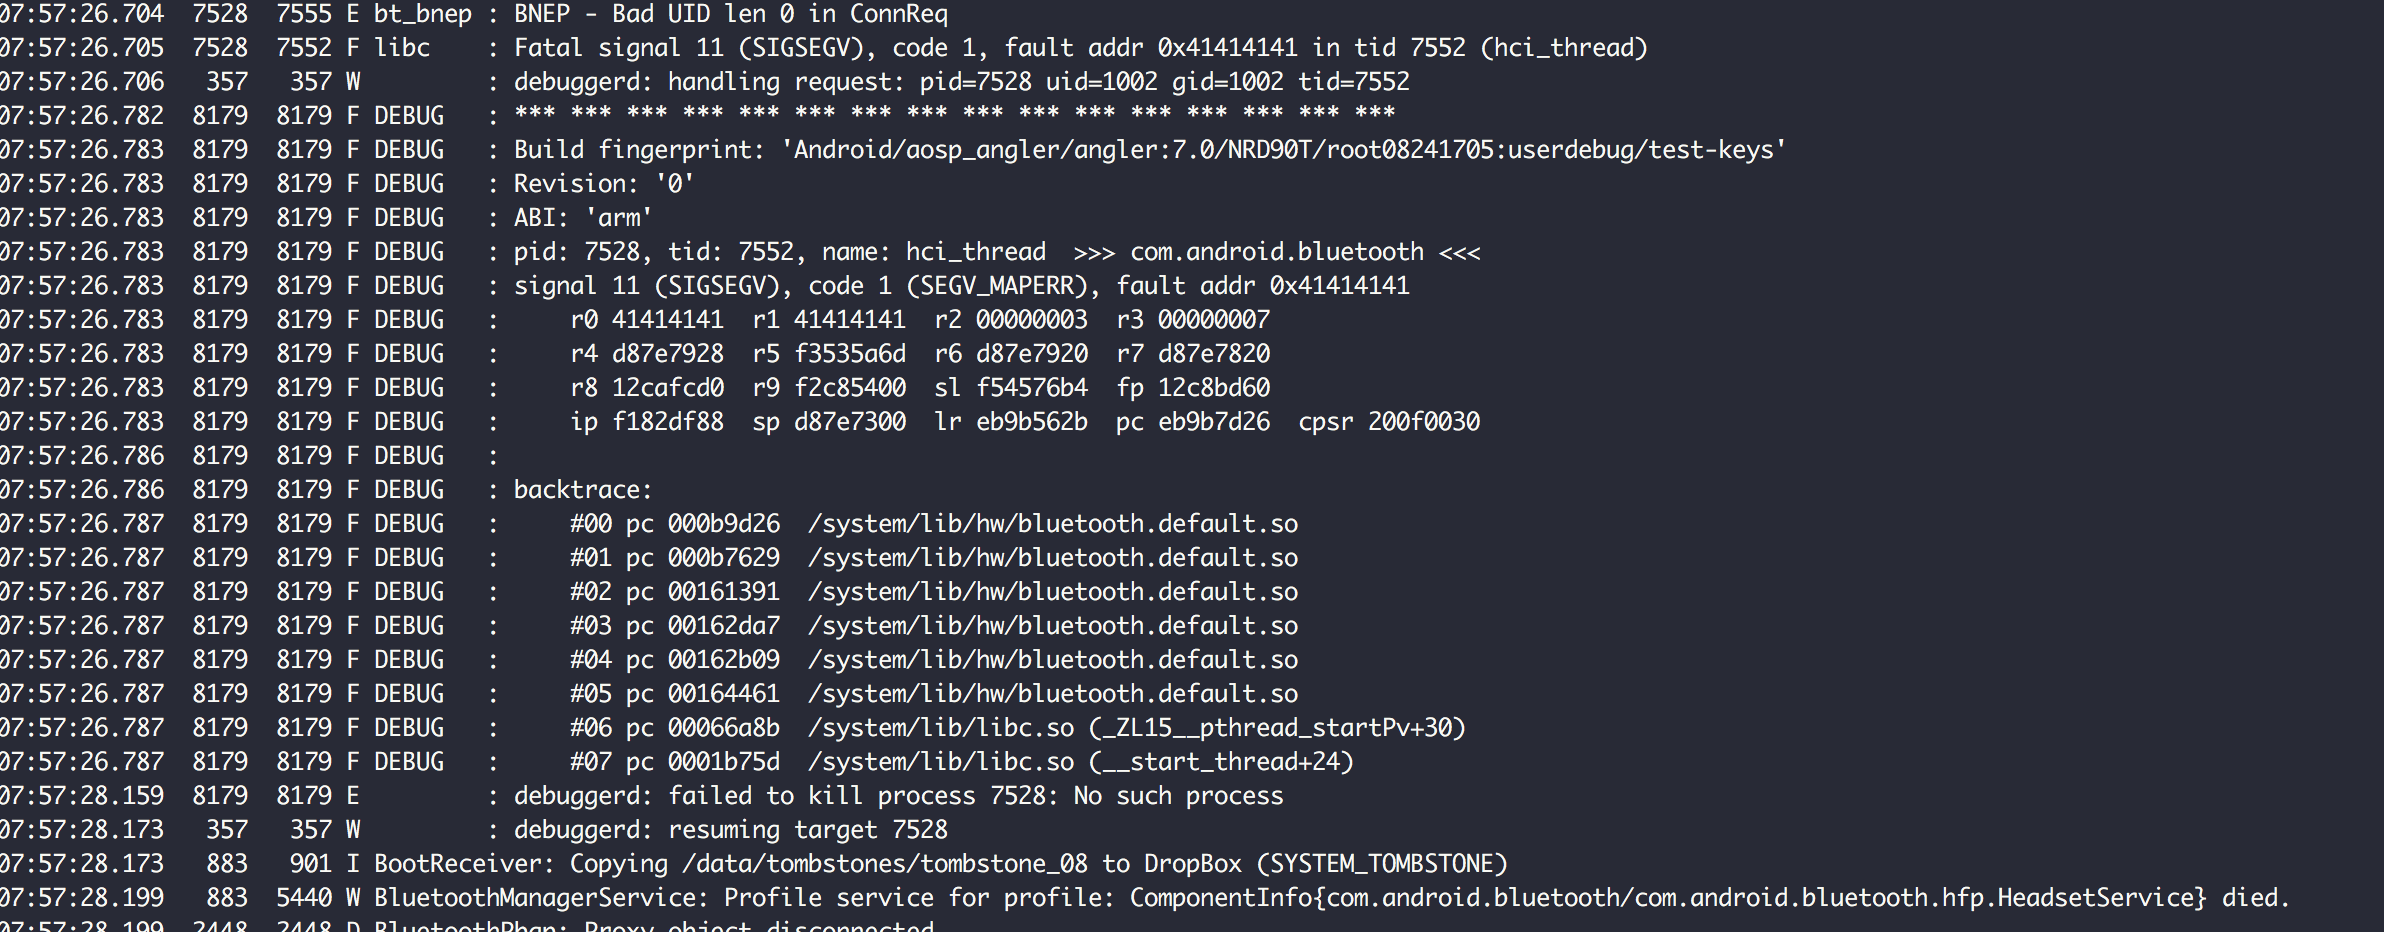 07:57:26.704  7528  7555 E bt_bnep : BNEP - Bad UID len 0 in ConnReq
07:57:26.705  7528  7552 F libc    : Fatal signal 11 (SIGSEGV), code 1, fault addr 0x41414141 in tid 7552 (hci_thread)
07:57:26.706   357   357 W         : debuggerd: handling request: pid=7528 uid=1002 gid=1002 tid=7552
07:57:26.782  8179  8179 F DEBUG   : *** *** *** *** *** *** *** *** *** *** *** *** *** *** *** ***
07:57:26.783  8179  8179 F DEBUG   : Build fingerprint: 'Android/aosp_angler/angler:7.0/NRD90T/root08241705:userdebug/test-keys'
07:57:26.783  8179  8179 F DEBUG   : Revision: '0'
07:57:26.783  8179  8179 F DEBUG   : ABI: 'arm'
07:57:26.783  8179  8179 F DEBUG   : pid: 7528, tid: 7552, name: hci_thread  >>> com.android.bluetooth <<<
07:57:26.783  8179  8179 F DEBUG   : signal 11 (SIGSEGV), code 1 (SEGV_MAPERR), fault addr 0x41414141
07:57:26.783  8179  8179 F DEBUG   :     r0 41414141  r1 41414141  r2 00000003  r3 00000007
07:57:26.783  8179  8179 F DEBUG   :     r4 d87e7928  r5 f3535a6d  r6 d87e7920  r7 d87e7820
07:57:26.783  8179  8179 F DEBUG   :     r8 12cafcd0  r9 f2c85400  sl f54576b4  fp 12c8bd60
07:57:26.783  8179  8179 F DEBUG   :     ip f182df88  sp d87e7300  lr eb9b562b  pc eb9b7d26  cpsr 200f0030
07:57:26.786  8179  8179 F DEBUG   :
07:57:26.786  8179  8179 F DEBUG   : backtrace:
07:57:26.787  8179  8179 F DEBUG   :     #00 pc 000b9d26  /system/lib/hw/bluetooth.default.so
07:57:26.787  8179  8179 F DEBUG   :     #01 pc 000b7629  /system/lib/hw/bluetooth.default.so
07:57:26.787  8179  8179 F DEBUG   :     #02 pc 00161391  /system/lib/hw/bluetooth.default.so
07:57:26.787  8179  8179 F DEBUG   :     #03 pc 00162da7  /system/lib/hw/bluetooth.default.so
07:57:26.787  8179  8179 F DEBUG   :     #04 pc 00162b09  /system/lib/hw/bluetooth.default.so
07:57:26.787  8179  8179 F DEBUG   :     #05 pc 00164461  /system/lib/hw/bluetooth.default.so
07:57:26.787  8179  8179 F DEBUG   :     #06 pc 00066a8b  /system/lib/libc.so (_ZL15__pthread_startPv+30)
07:57:26.787  8179  8179 F DEBUG   :     #07 pc 0001b75d  /system/lib/libc.so (__start_thread+24)
07:57:28.159  8179  8179 E         : debuggerd: failed to kill process 7528: No such process
07:57:28.173   357   357 W         : debuggerd: resuming target 7528
07:57:28.173   883   901 I BootReceiver: Copying /data/tombstones/tombstone_08 to DropBox (SYSTEM_TOMBSTONE)
07:57:28.199   883  5440 W BluetoothManagerService: Profile service for profile: ComponentInfo{com.android.bluetooth/com.android.bluetooth.hfp.HeadsetService} died.
07:57:28.199  2448  2448 D BluetoothPbap: Proxy object disconnected